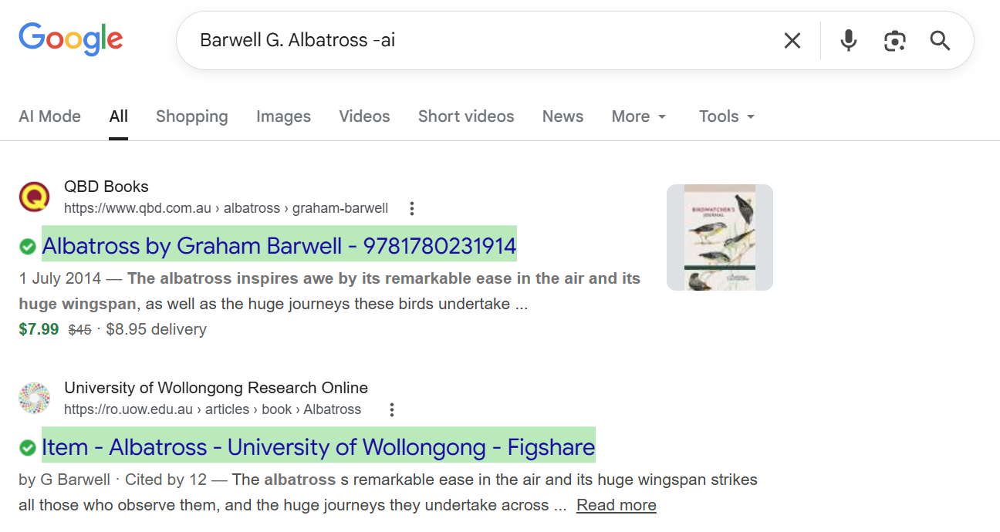 Google
Barwell G. Albatross -ai
AI Mode All Shopping Images Videos Short videos News More Tools
QBD Books
https://www.qbd.com.au › albatross › graham-barwell
Albatross by Graham Barwell - 9781780231914
1 July 2014 — The albatross inspires awe by its remarkable ease in the air and its
huge wingspan, as well as the huge journeys these birds undertake ...
$7.99 $45 · $8.95 delivery
BIRDWATCHER'S
JOURNAL
University of Wollongong Research Online
https://ro.uow.edu.au › articles › book › Albatross
Item - Albatross - University of Wollongong - Figshare
by G Barwell · Cited by 12 — The albatross s remarkable ease in the air and its huge wingspan strikes
all those who observe them, and the huge journeys they undertake across ... Read more